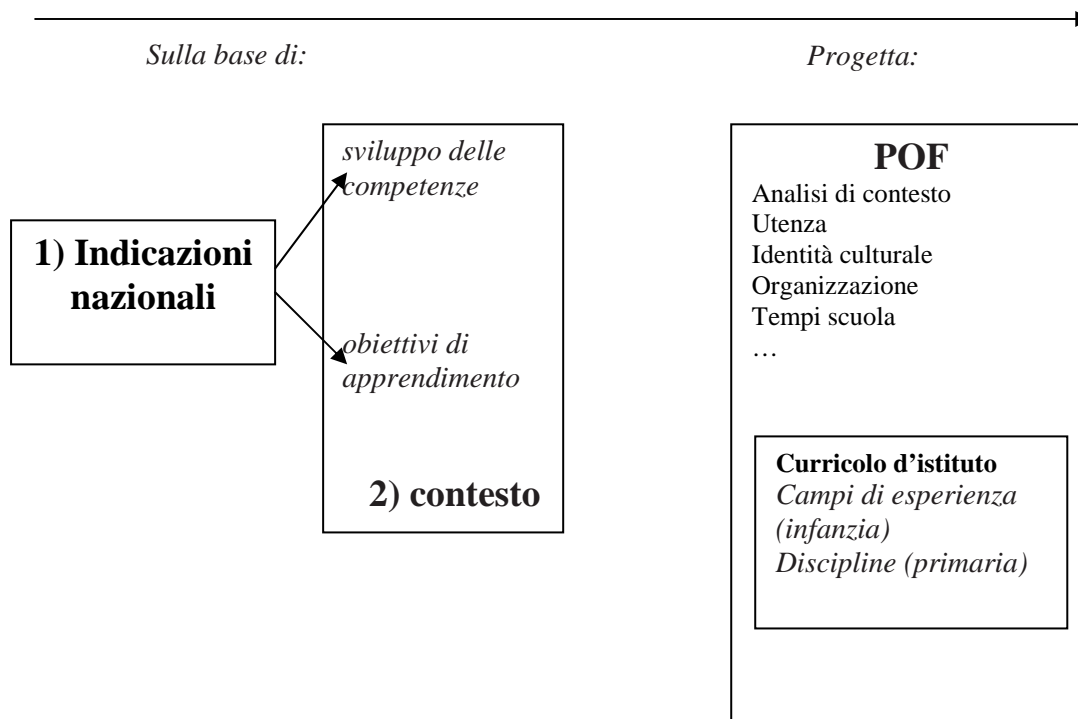 Sulla base di:
Progetta:
sviluppo delle
competenze
1) Indicazioni
nazionali
obiettivi di
apprendimento
2) contesto
POF
Analisi di contesto
Utenza
Identità culturale
Organizzazione
Tempi scuola
…
Curricolo d’istituto
Campi di esperienza
(infanzia)
Discipline (primaria)